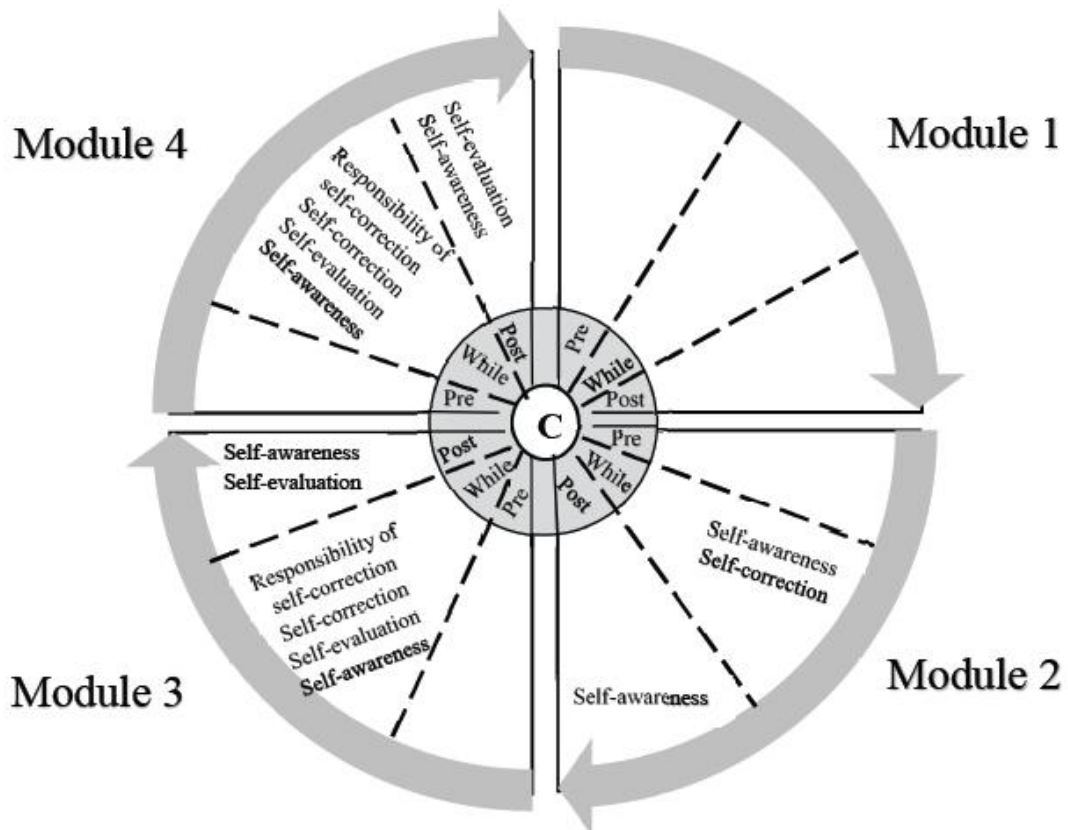 Module 4
Self-evaluation
Self-awareness
Responsibility of
self-correction
Self-correction
Self-evaluation
Self-awareness
Module 1
Post
While
Pre
Pre
While
Post
C
Post
While
Pre
Pre
While
Post
Self-awareness
Self-evaluation
Responsibility of
self-correction
Self-correction
Self-evaluation
Self-awareness
Module 3
Self-awareness
Self-correction
Self-awareness
Module 2